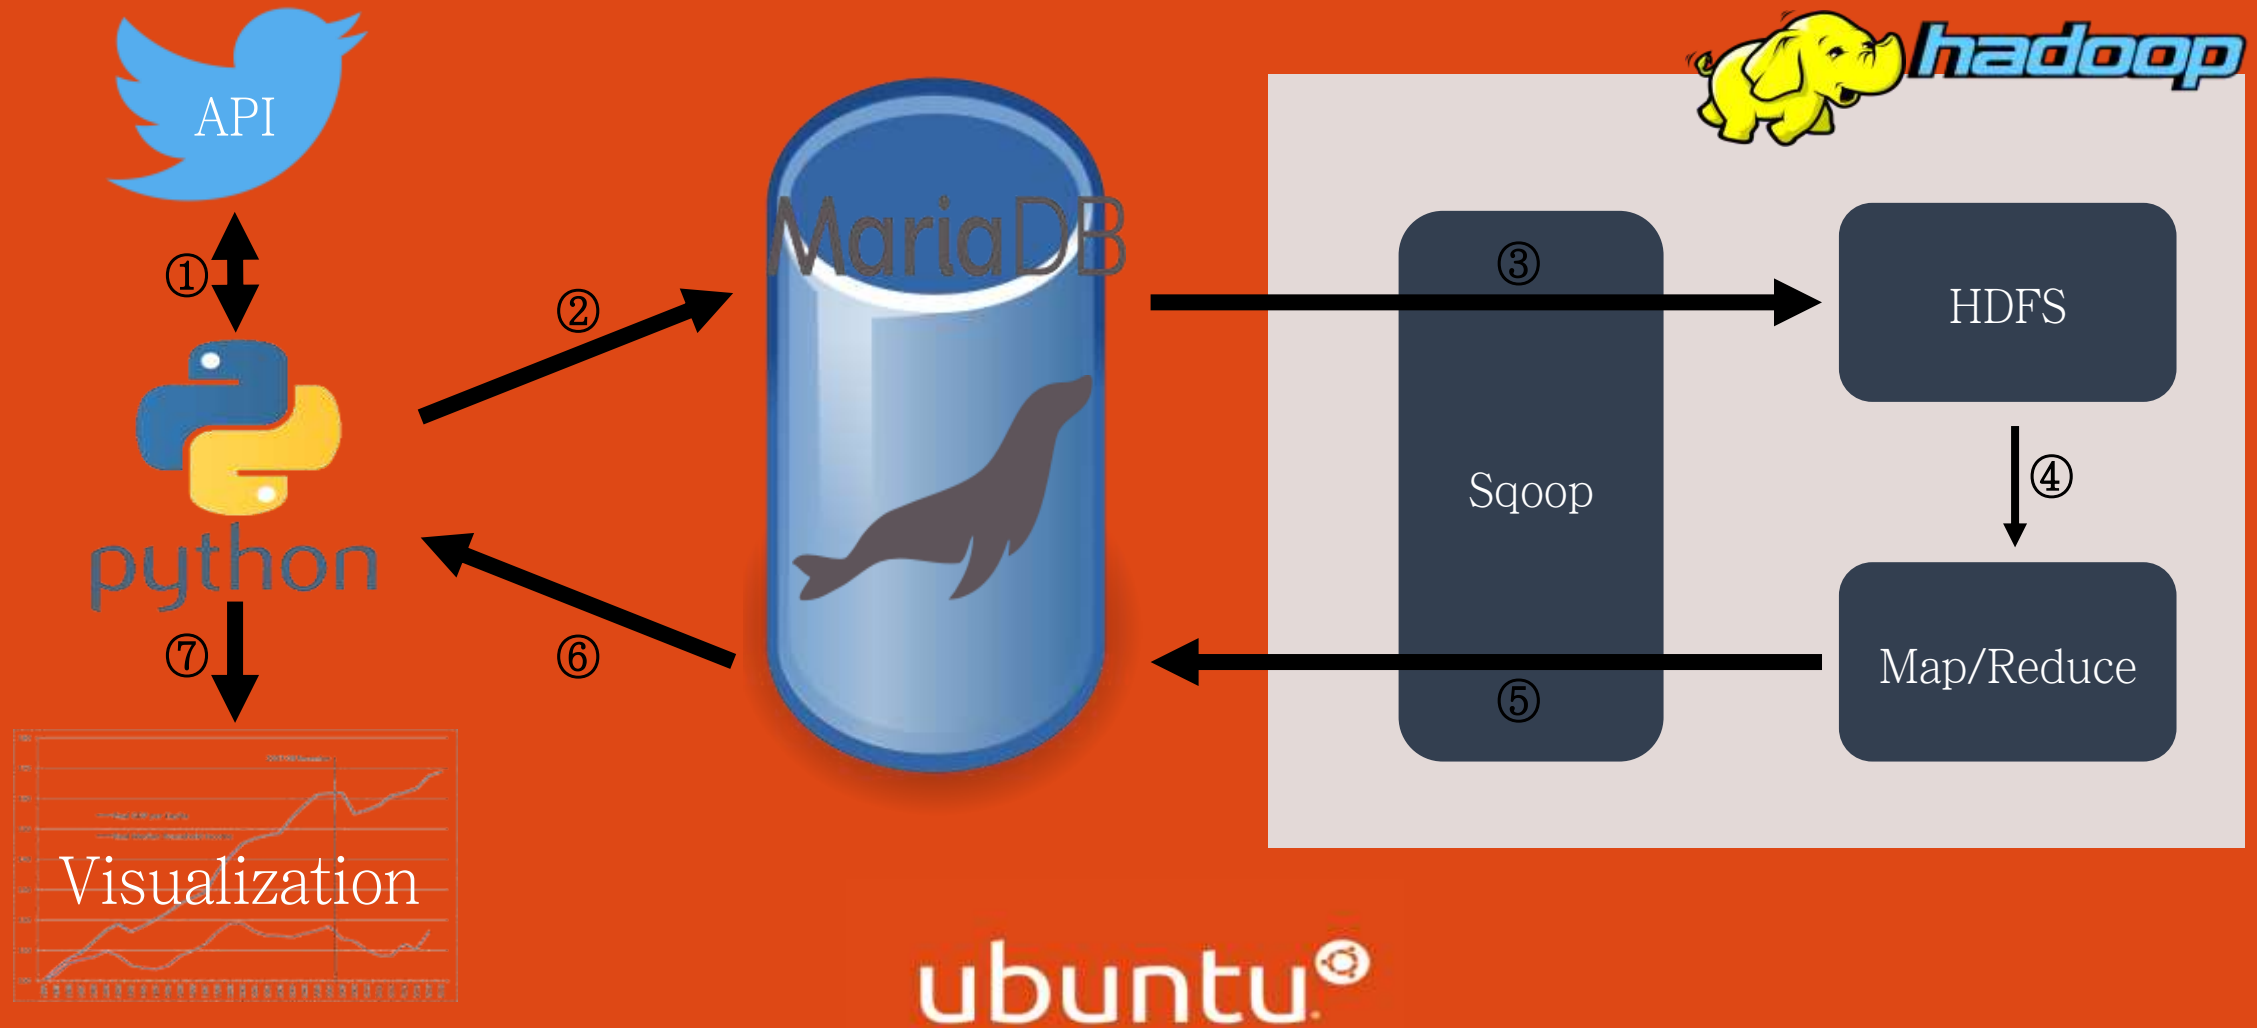 API
hadoop
①
MariaDB
②
③
HDFS
④
Sqoop
python
⑦
⑥
⑤
Map/Reduce
Visualization
ubuntu